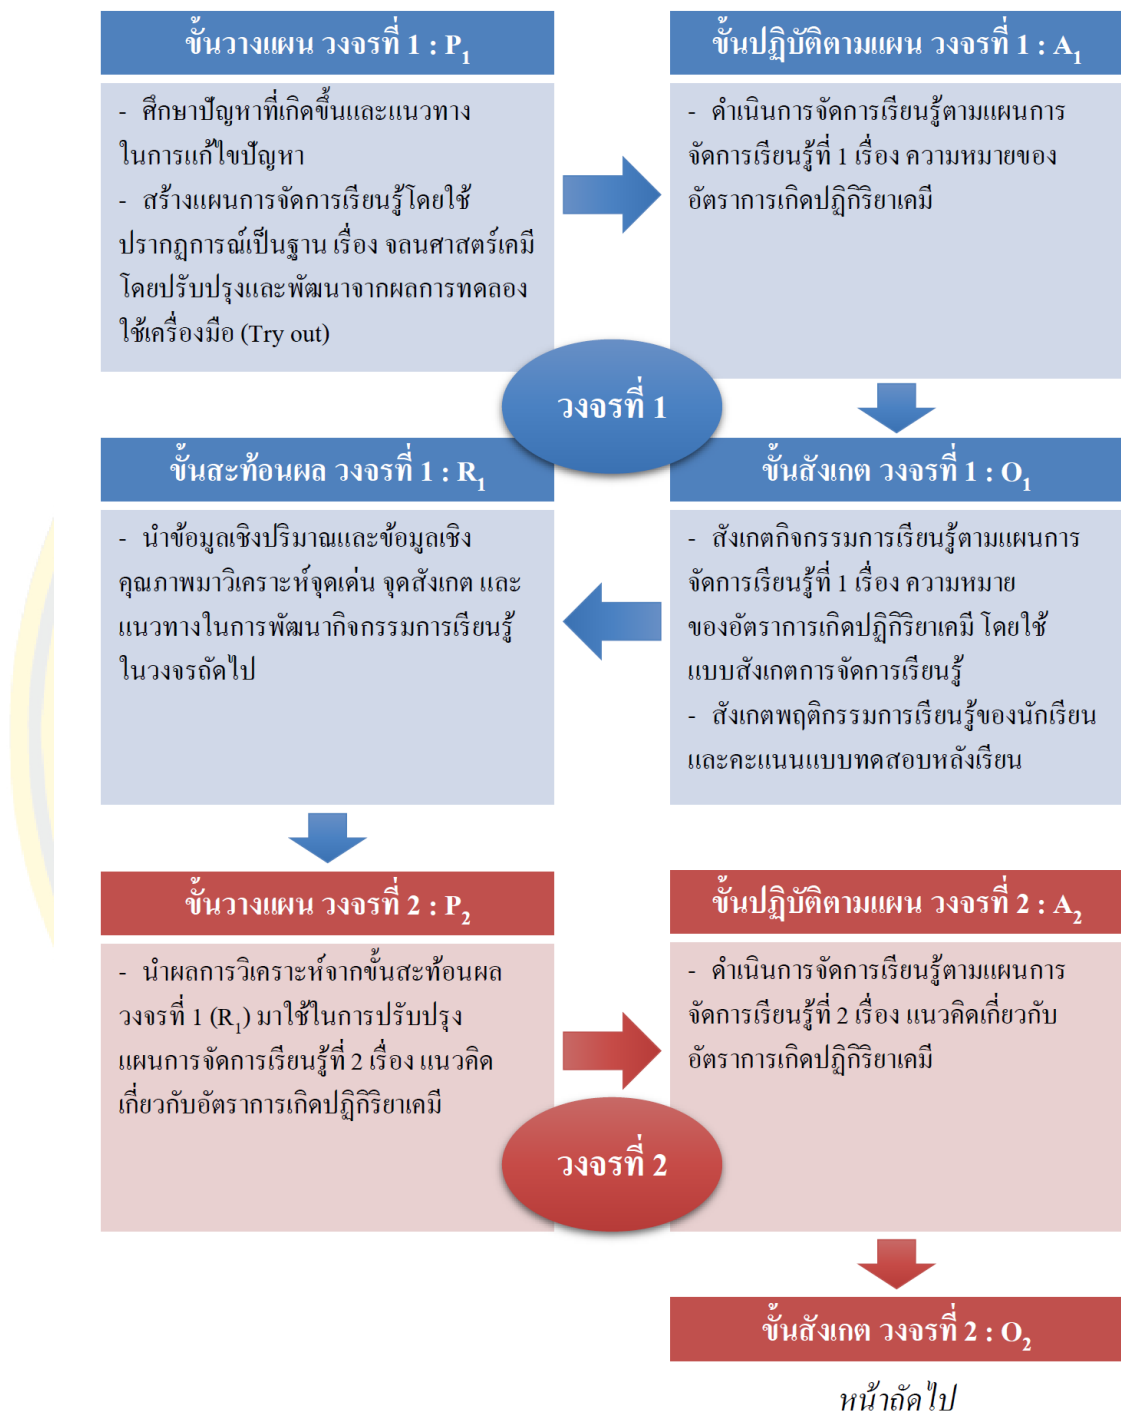 ขั้นวางแผน วงจรที่ 1 : P1
- ศึกษาปัญหาที่เกิดขึ้นและแนวทาง
ในการแก้ไขปัญหา
- สร้างแผนการจัดการเรียนรู้โดยใช้
ปรากฏการณ์เป็นฐาน เรื่อง จลนศาสตร์เคมี
โดยปรับปรุงและพัฒนาจากผลการทดลอง
ใช้เครื่องมือ (Try out)
ขั้นปฏิบัติตามแผน วงจรที่ 1 : A1
- ดำเนินการจัดการเรียนรู้ตามแผนการ
จัดการเรียนรู้ที่ 1 เรื่อง ความหมายของ
อัตราการเกิดปฏิกิริยาเคมี
วงจรที่ 1
ขั้นสังเกต วงจรที่ 1 : O1
- สังเกตกิจกรรมการเรียนรู้ตามแผนการ
จัดการเรียนรู้ที่ 1 เรื่อง ความหมาย
ของอัตราการเกิดปฏิกิริยาเคมี โดยใช้
แบบสังเกตการจัดการเรียนรู้
- สังเกตพฤติกรรมการเรียนรู้ของนักเรียน
และคะแนนแบบทดสอบหลังเรียน
ขั้นสะท้อนผล วงจรที่ 1 : R1
- นำข้อมูลเชิงปริมาณและข้อมูลเชิง
คุณภาพมาวิเคราะห์จุดเด่น จุดสังเกต และ
แนวทางในการพัฒนากิจกรรมการเรียนรู้
ในวงจรถัดไป
ขั้นวางแผน วงจรที่ 2 : P2
- นำผลการวิเคราะห์จากขั้นสะท้อนผล
วงจรที่ 1 (R1) มาใช้ในการปรับปรุง
แผนการจัดการเรียนรู้ที่ 2 เรื่อง แนวคิด
เกี่ยวกับอัตราการเกิดปฏิกิริยาเคมี
ขั้นปฏิบัติตามแผน วงจรที่ 2 : A2
- ดำเนินการจัดการเรียนรู้ตามแผนการ
จัดการเรียนรู้ที่ 2 เรื่อง แนวคิดเกี่ยวกับ
อัตราการเกิดปฏิกิริยาเคมี
วงจรที่ 2
ขั้นสังเกต วงจรที่ 2 : O2
หน้าถัดไป